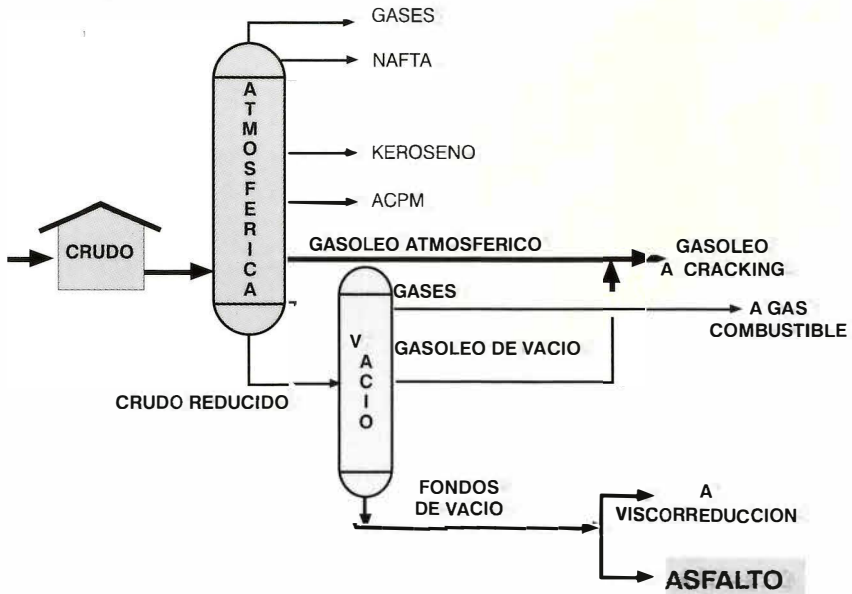 GASES
NAFTA
ATMOSFERICA
KEROSENO
ACPM
CRUDO
GASOLEO ATMOSFERICO
GASOLEO
A CRACKING
GASES
A GAS
COMBUSTIBLE
VACIO
GASOLEO DE VACIO
CRUDO REDUCIDO
FONDOS
DE VACIO
A
VISCORREDUCCION
ASFALTO